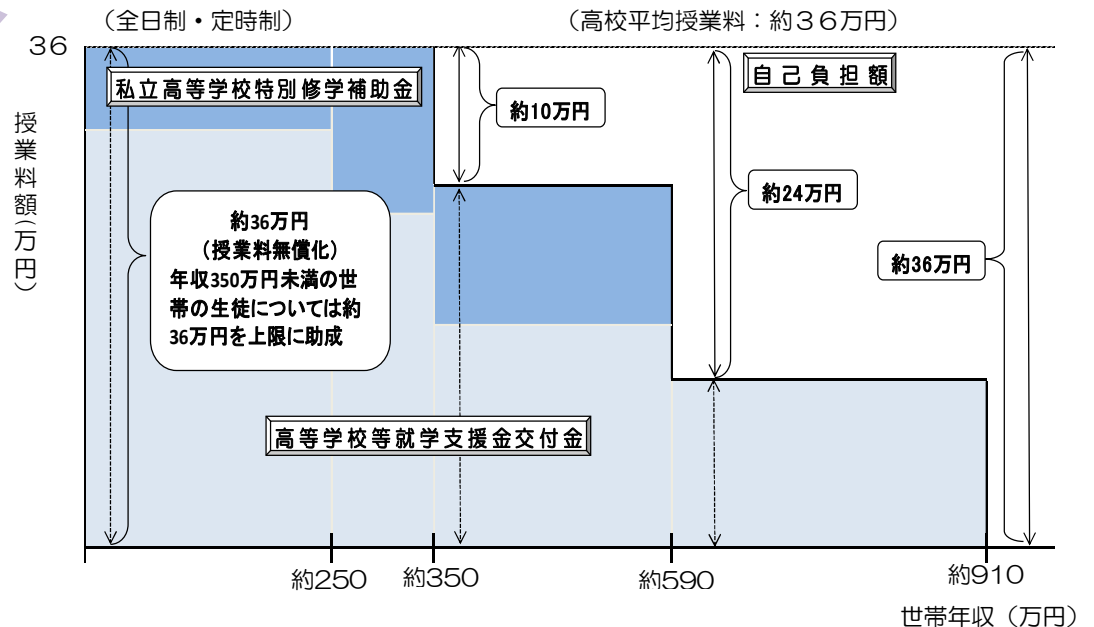 （全日制・定時制）
（高校平均授業料：約３６万円）
36
授業料額（万円）
私立高等学校特別修学補助金
自己負担額
約10万円
約24万円
約36万円
約36万円
（授業料無償化）
年収350万円未満の世
帯の生徒については約
36万円を上限に助成
高等学校等就学支援金交付金
約250
約350
約590
約910
世帯年収（万円）